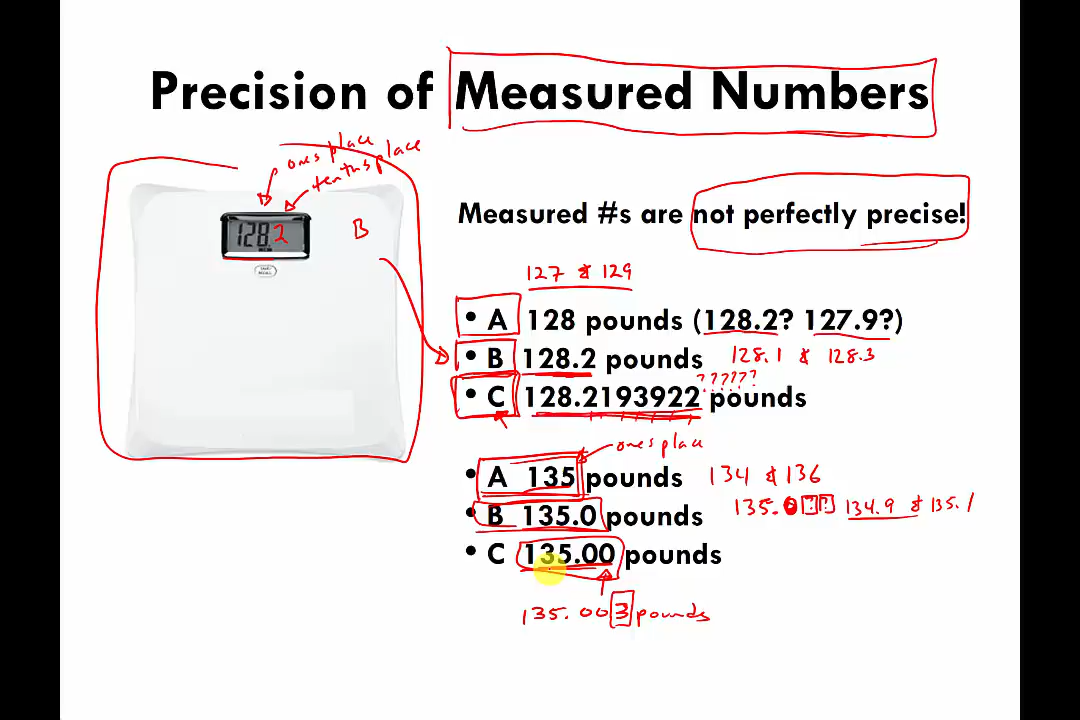 Precision of Measured Numbers
ones place
tenths place
128.2
B
Measured #s are not perfectly precise!
127 & 129
• A 128 pounds (128.2? 127.9?)
• B 128.2 pounds 128.1 & 128.3
??????
• C 128.2193922 pounds
ones place
• A 135 pounds 134 & 136
• B 135.0 pounds 135.0?? 134.9 & 135.1
• C 135.00 pounds
135.003 pounds